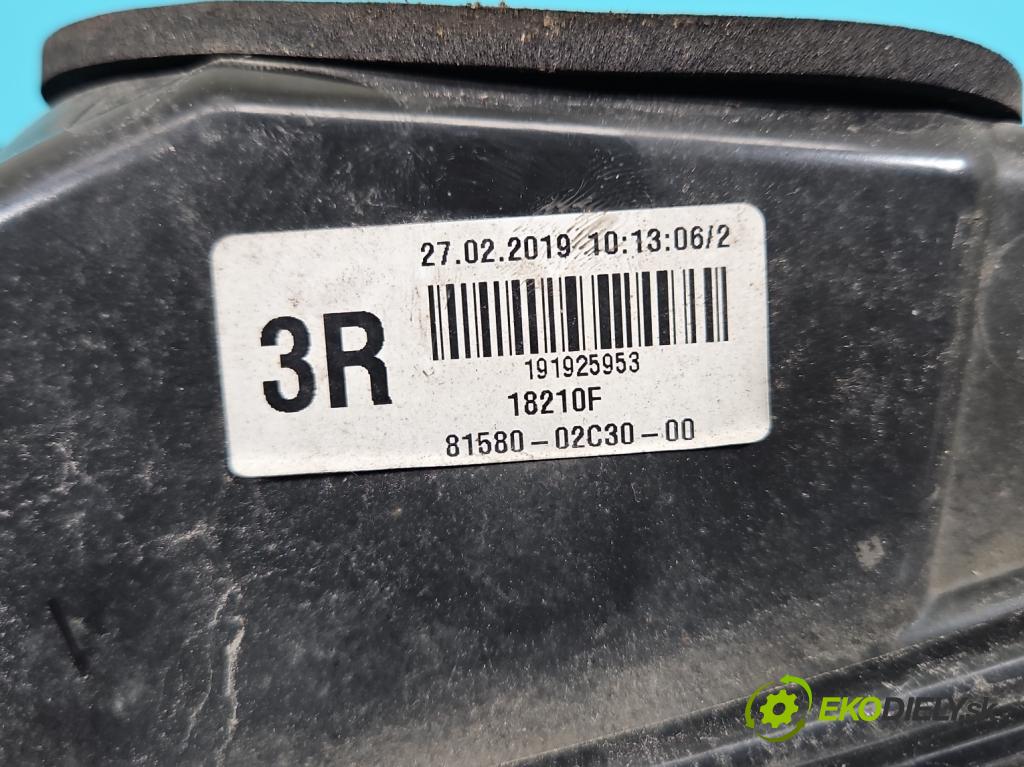 27.02.2019 10:13:06/2
3R
191925953
18210F
81580-02C30-00
EKODIELY.sk